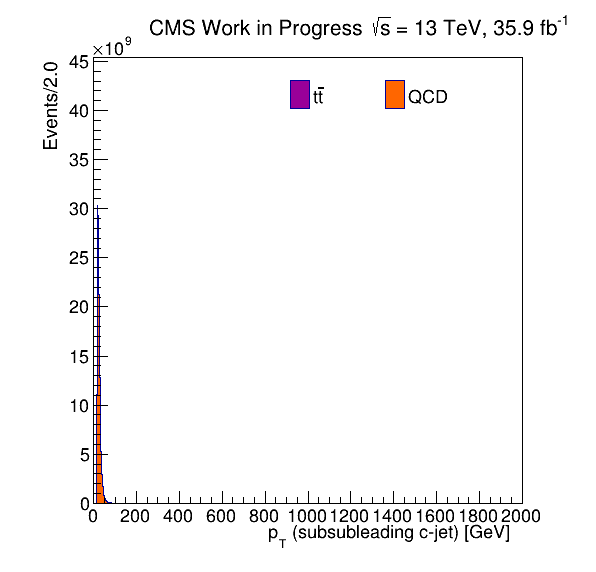 CMS Work in Progress √s = 13 TeV, 35.9 fb⁻¹
×10⁹
Events/2.0
45
40
35
30
25
20
15
10
5
0
tt̄
QCD
0 200 400 600 800 1000 1200 1400 1600 1800 2000
p_T (subsubleading c-jet) [GeV]